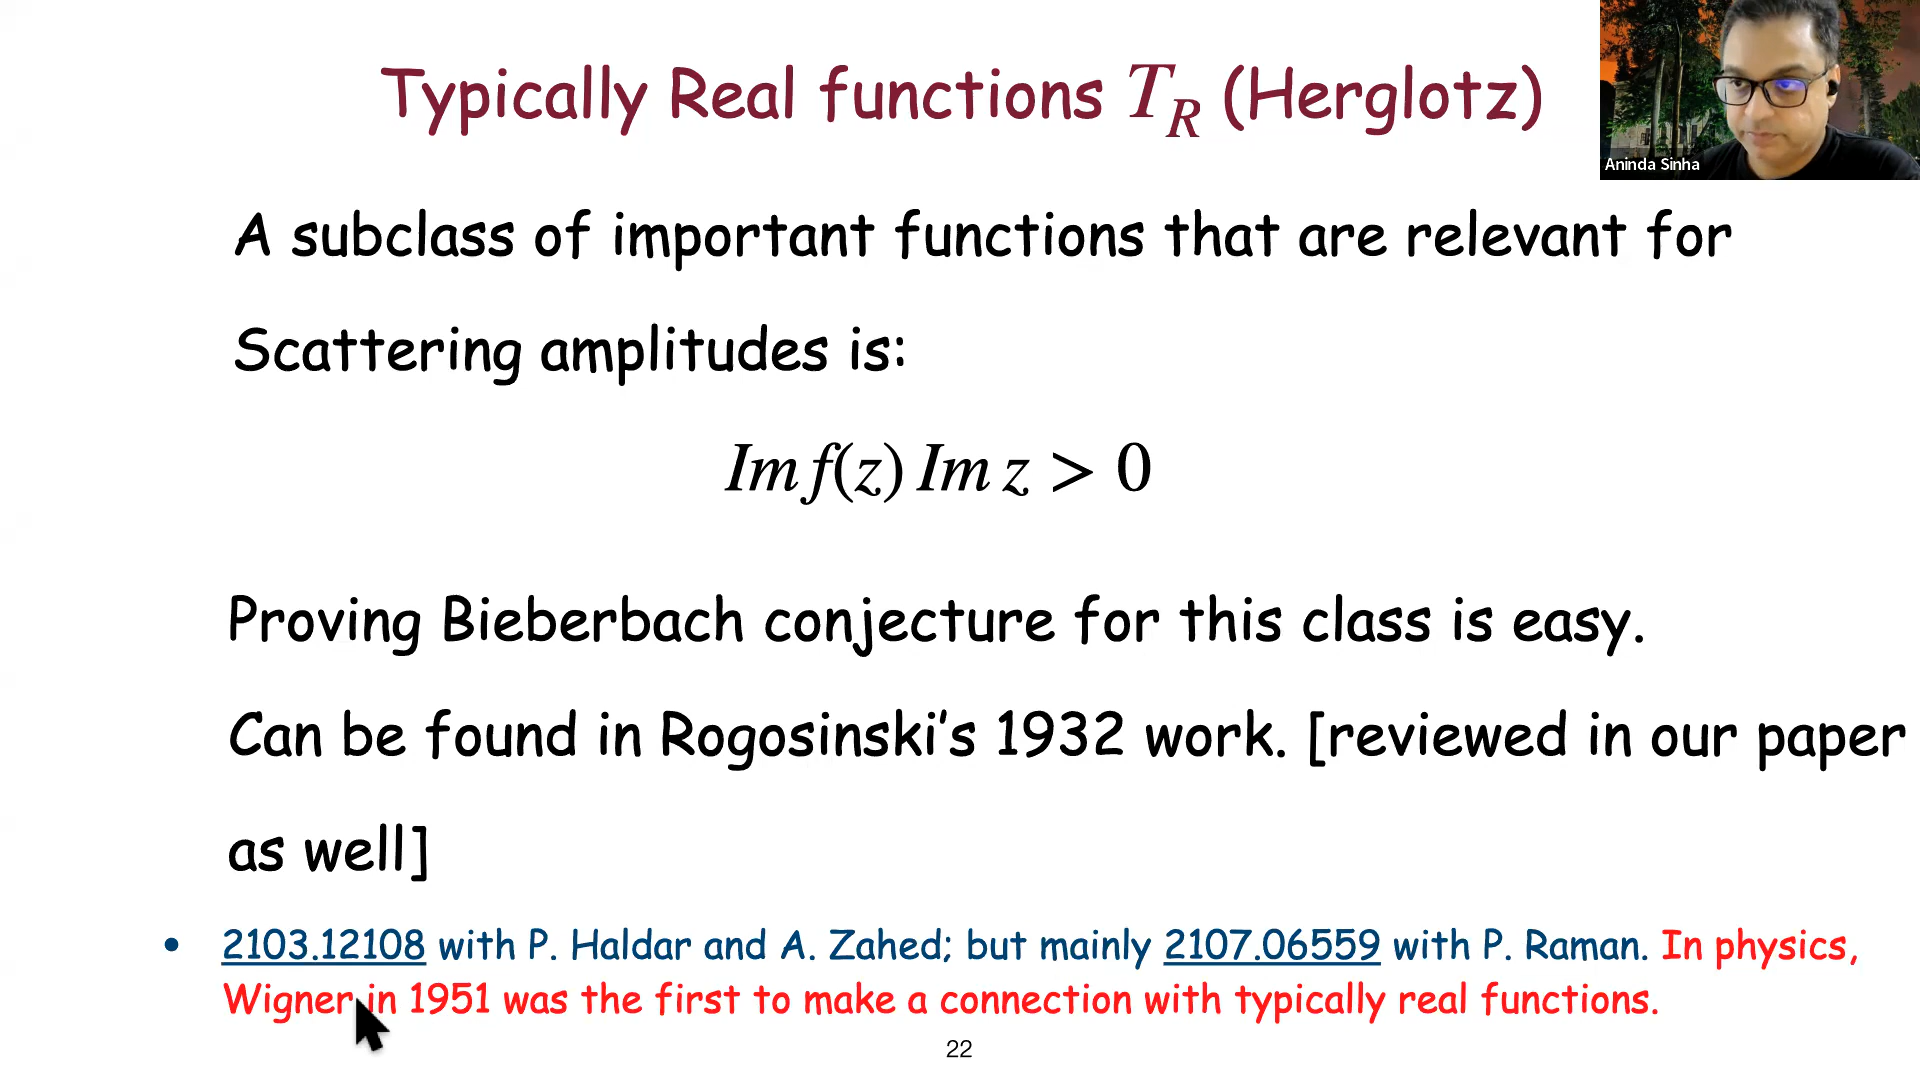 Typically Real functions T_R (Herglotz)
Aninda Sinha
A subclass of important functions that are relevant for
Scattering amplitudes is:
Im f(z) Im z > 0
Proving Bieberbach conjecture for this class is easy.
Can be found in Rogosinski's 1932 work. [reviewed in our paper
as well]
• 2103.12108 with P. Haldar and A. Zahed; but mainly 2107.06559 with P. Raman. In physics,
Wigner in 1951 was the first to make a connection with typically real functions.
22